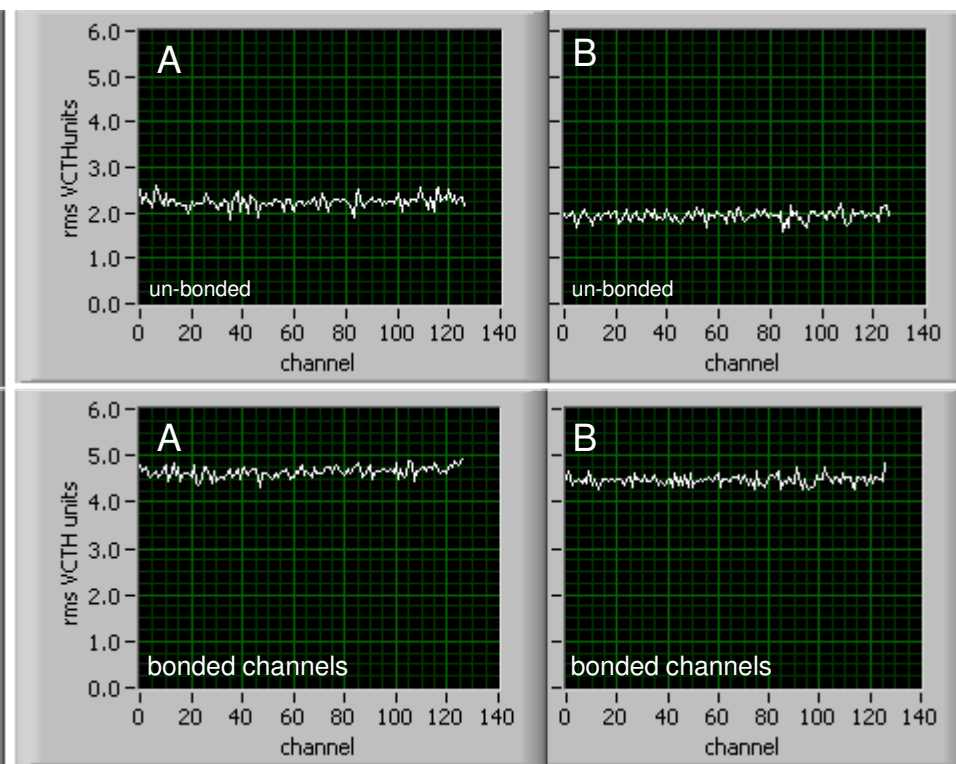 A
B
6.0
5.0
4.0
3.0
2.0
1.0
0.0
rms VCTHunits
un-bonded
un-bonded
0 20 40 60 80 100 120 140
0 20 40 60 80 100 120 140
channel
channel
A
B
6.0
5.0
4.0
3.0
2.0
1.0
0.0
rms VCTH units
bonded channels
bonded channels
0 20 40 60 80 100 120 140
0 20 40 60 80 100 120 140
channel
channel